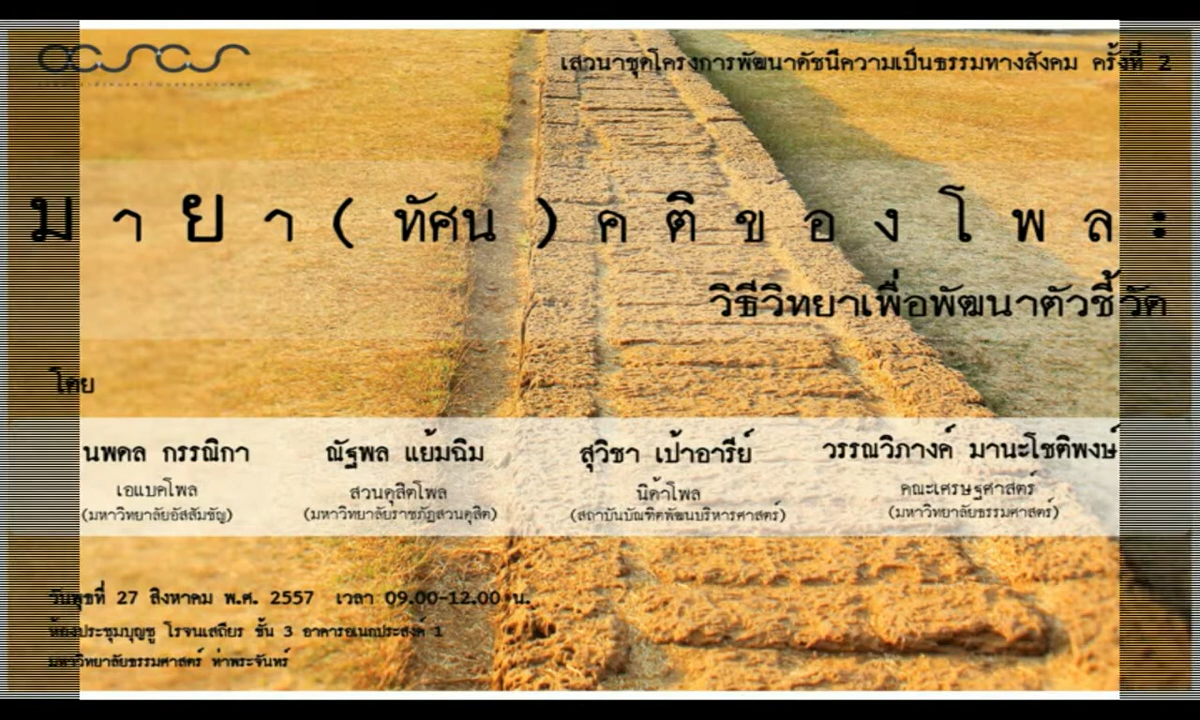 เสวนาชุดโครงการพัฒนาดัชนีความเป็นธรรมทางสังคม ครั้งที่ 2
มายา(ทัศน)คติของโพล:
วิธีวิทยาเพื่อพัฒนาตัวชี้วัด
โดย
นพดล กรรณิกา ณัฐพล แย้มฉิม สุวิชา เป้าอารีย์ วรรณวิภางค์ มานะโชติพงษ์
เอแบคโพล สวนดุสิตโพล นิด้าโพล คณะเศรษฐศาสตร์
(มหาวิทยาลัยอัสสัมชัญ) (มหาวิทยาลัยราชภัฏสวนดุสิต) (สถาบันบัณฑิตพัฒนบริหารศาสตร์) (มหาวิทยาลัยธรรมศาสตร์)
วันพุธที่ 27 สิงหาคม พ.ศ. 2557 เวลา 09.00-12.00 น.
ห้องประชุมบุญชู โรจนเสถียร ชั้น 3 อาคารอเนกประสงค์ 1
มหาวิทยาลัยธรรมศาสตร์ ท่าพระจันทร์